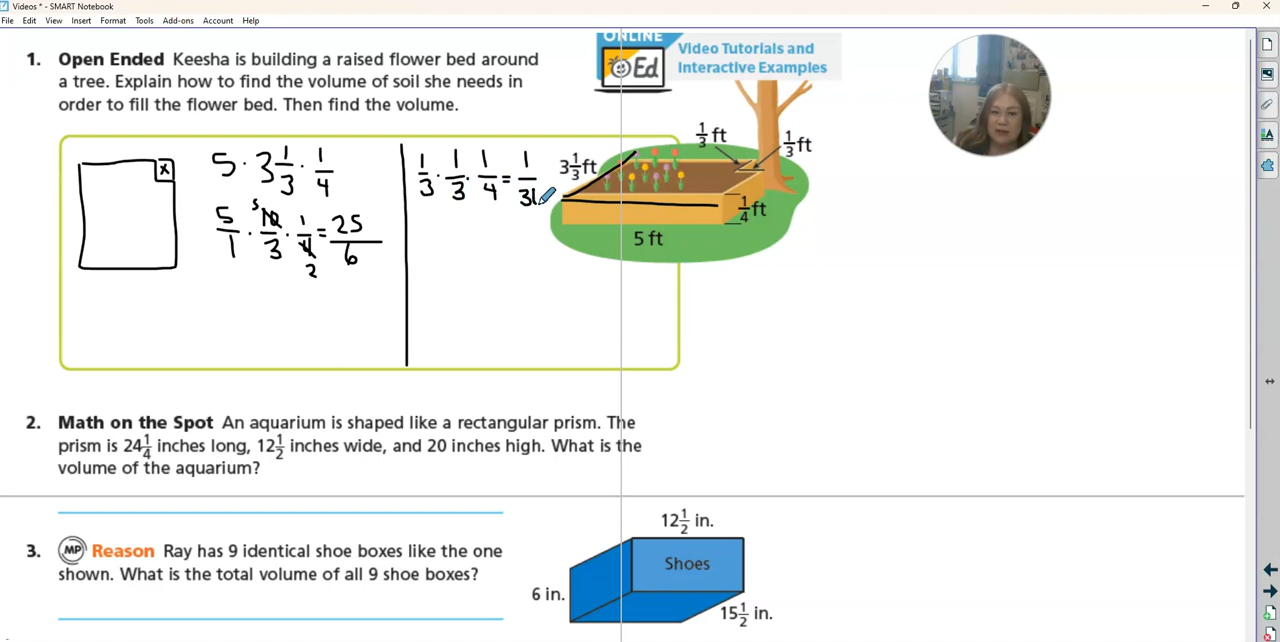 Videos * - SMART Notebook
File Edit View Insert Format Tools Add-ons Account Help
1. Open Ended Keesha is building a raised flower bed around
a tree. Explain how to find the volume of soil she needs in
order to fill the flower bed. Then find the volume.
ONLINE
Ed
Video Tutorials and
Interactive Examples
x
5 · 3 1/3 · 1/4
5/1 · 10/3 · 1/4 = 25/6
5
2
1/3 · 1/3 · 1/4 = 1/36
3 1/3 ft
1/3 ft
1/3 ft
1/4 ft
5 ft
2. Math on the Spot An aquarium is shaped like a rectangular prism. The
prism is 24 1/4 inches long, 12 1/2 inches wide, and 20 inches high. What is the
volume of the aquarium?
3. MP Reason Ray has 9 identical shoe boxes like the one
shown. What is the total volume of all 9 shoe boxes?
12 1/2 in.
Shoes
6 in.
15 1/2 in.